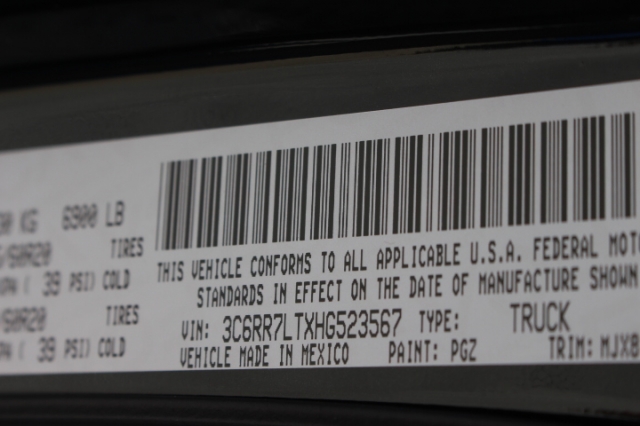 KG 6900 LB
TIRES
( 39 PSI) COLD
TIRES
( 39 PSI) COLD
THIS VEHICLE CONFORMS TO ALL APPLICABLE U.S.A. FEDERAL MOT
STANDARDS IN EFFECT ON THE DATE OF MANUFACTURE SHOWN
VIN: 3C6RR7LTXHG523567 TYPE: TRUCK
VEHICLE MADE IN MEXICO PAINT: PGZ TRIM: MJX8